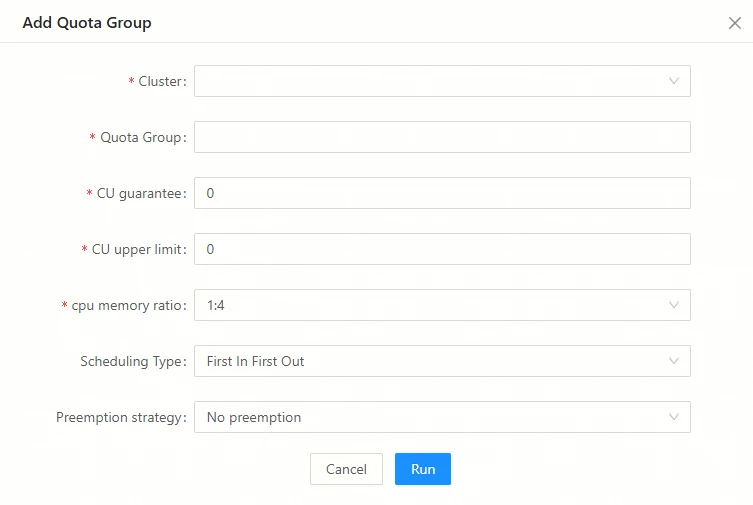 Add Quota Group
* Cluster:
* Quota Group:
* CU guarantee: 0
* CU upper limit: 0
* cpu memory ratio: 1:4
Scheduling Type: First In First Out
Preemption strategy: No preemption
Cancel Run